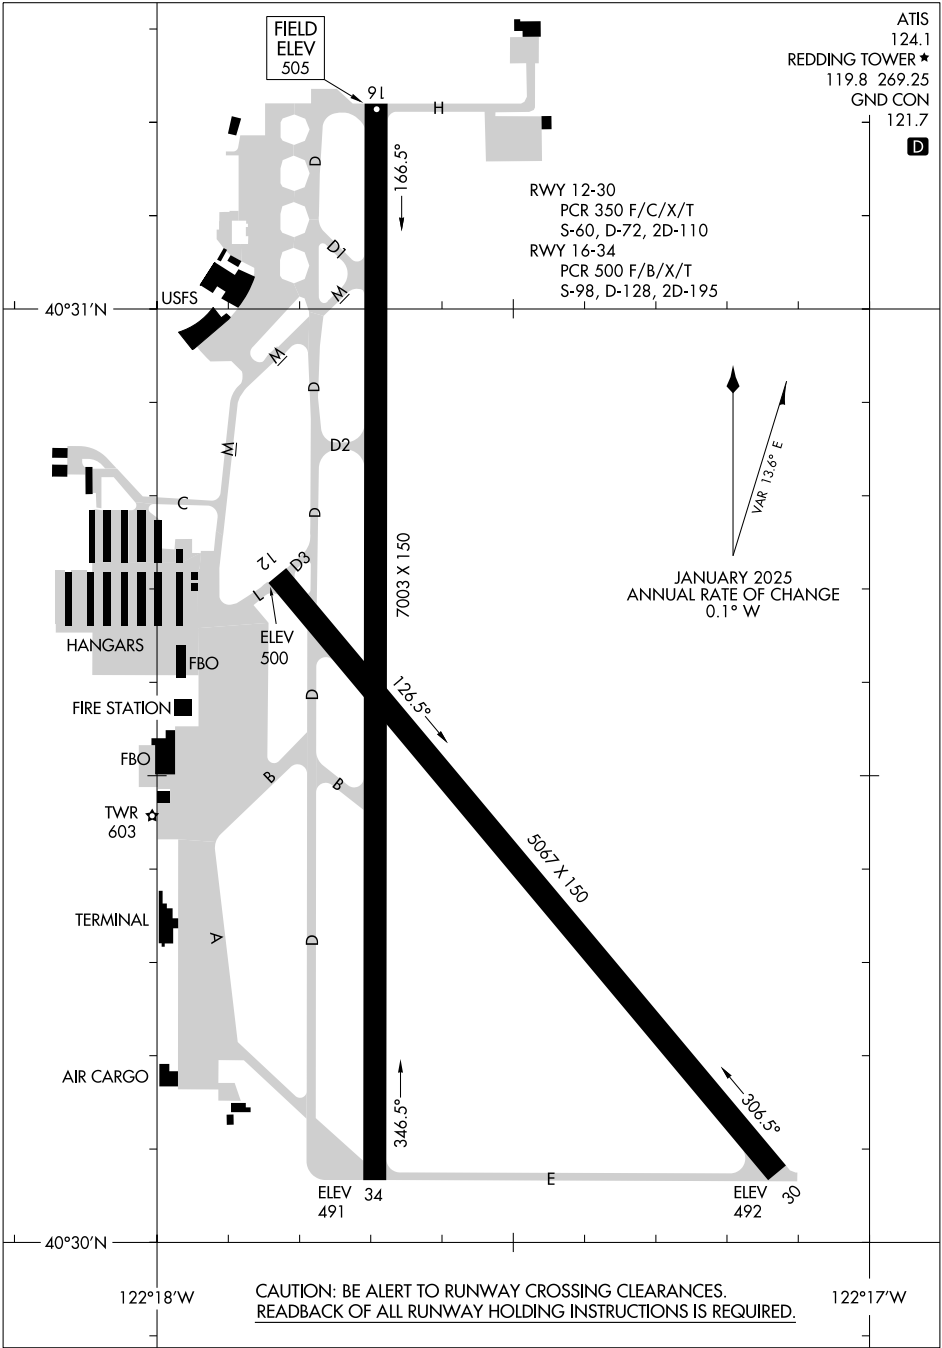 ATIS
124.1
REDDING TOWER ★
119.8 269.25
GND CON
121.7
D
FIELD
ELEV
505
16
H
D
166.5°
RWY 12-30
PCR 350 F/C/X/T
S-60, D-72, 2D-110
RWY 16-34
PCR 500 F/B/X/T
S-98, D-128, 2D-195
D1
W
USFS
40°31'N
W
D
D2
W
VAR 13.6° E
C
D
7003 X 150
12
D3
L
JANUARY 2025
ANNUAL RATE OF CHANGE
0.1° W
ELEV
500
HANGARS
FBO
D
126.5°
FIRE STATION
FBO
B
B
TWR
603
5067 X 150
TERMINAL
A
D
AIR CARGO
346.5°
306.5°
ELEV
491
34
E
ELEV
492
30
40°30'N
122°18'W
122°17'W
CAUTION: BE ALERT TO RUNWAY CROSSING CLEARANCES.
READBACK OF ALL RUNWAY HOLDING INSTRUCTIONS IS REQUIRED.